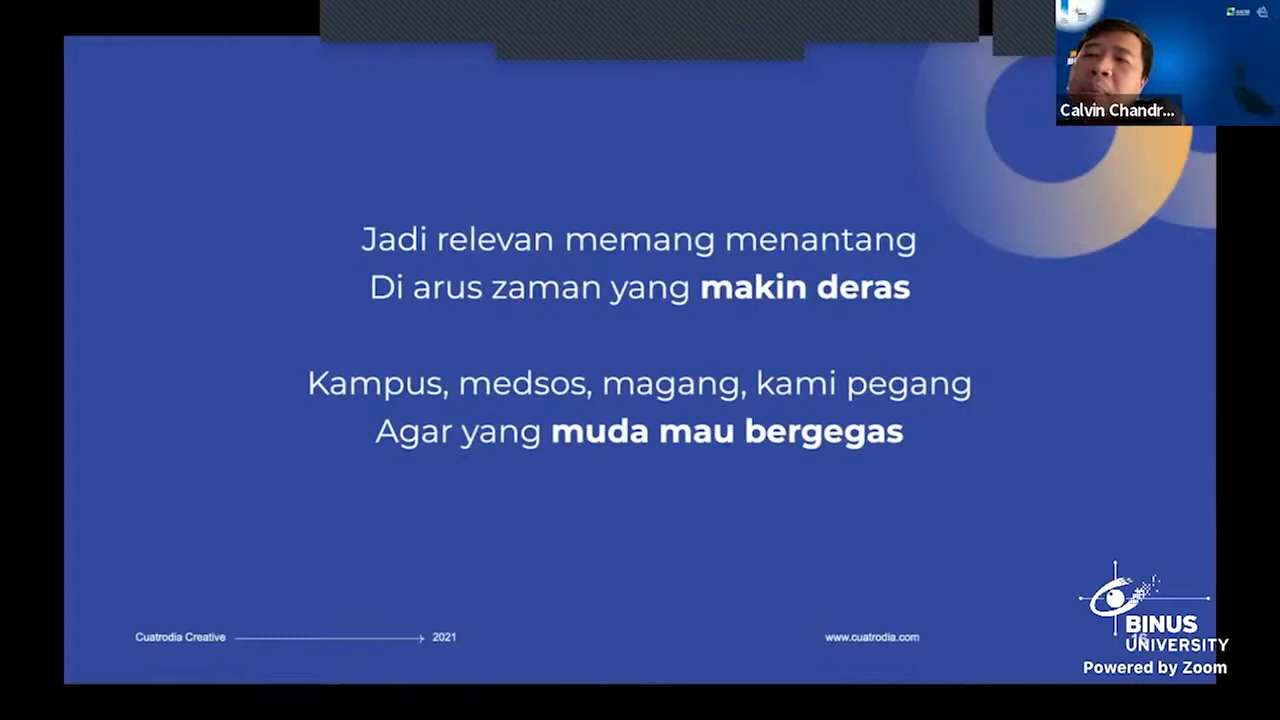 Calvin Chandr...
Jadi relevan memang menantang
Di arus zaman yang makin deras
Kampus, medsos, magang, kami pegang
Agar yang muda mau bergegas
Cuatrodia Creative
2021
www.cuatrodia.com
16
BINUS
UNIVERSITY
Powered by Zoom